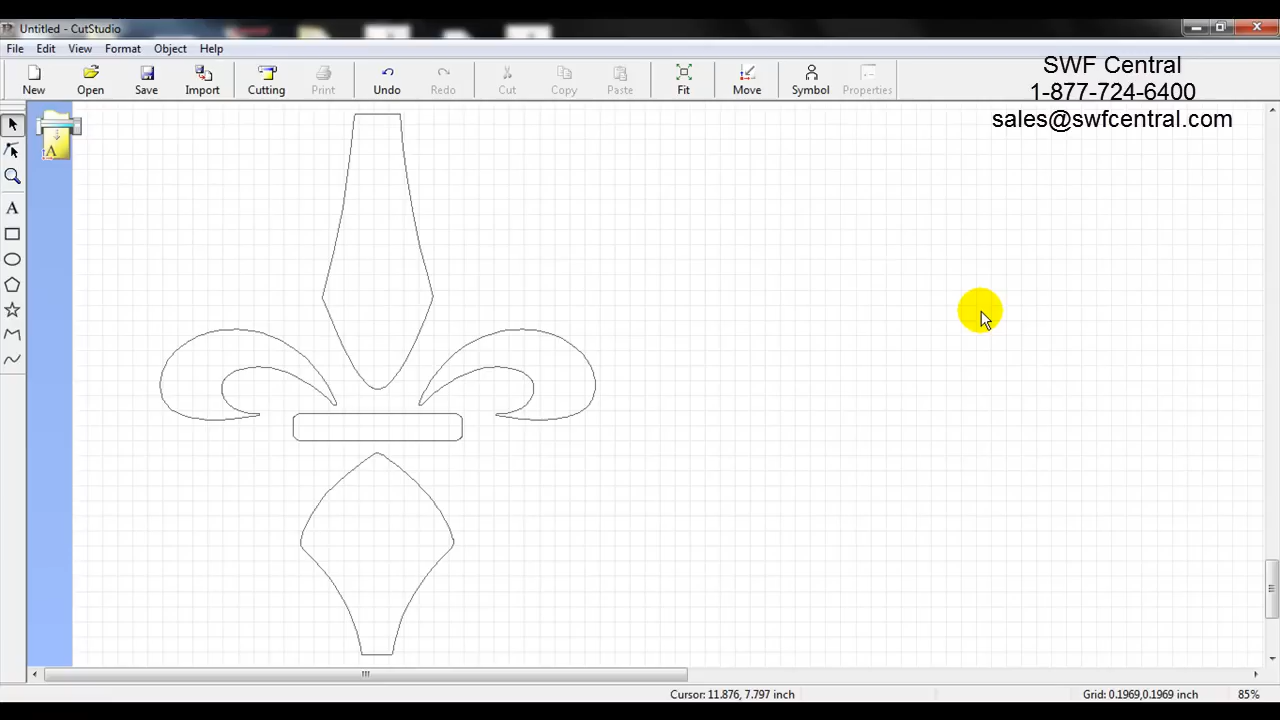 Untitled - CutStudio
File Edit View Format Object Help
SWF Central
1-877-724-6400
sales@swfcentral.com
New Open Save Import Cutting Print Undo Redo Cut Copy Paste Fit Move Symbol Properties
A
A
Cursor: 11.876, 7.797 inch Grid: 0.1969,0.1969 inch 85%